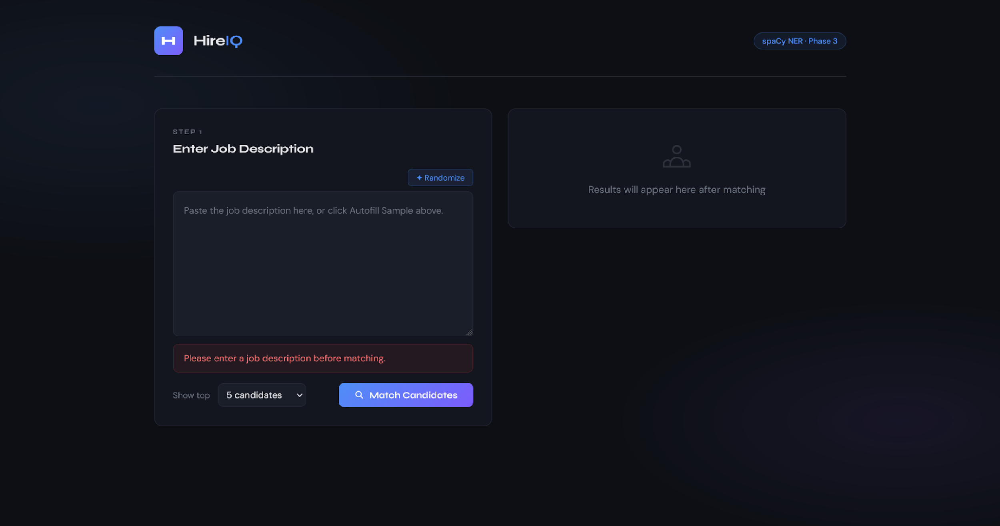 H
HireIQ
spaCy NER · Phase 3
STEP 1
Enter Job Description
✦ Randomize
Paste the job description here, or click Autofill Sample above.
Please enter a job description before matching.
Show top
5 candidates
Match Candidates
Results will appear here after matching